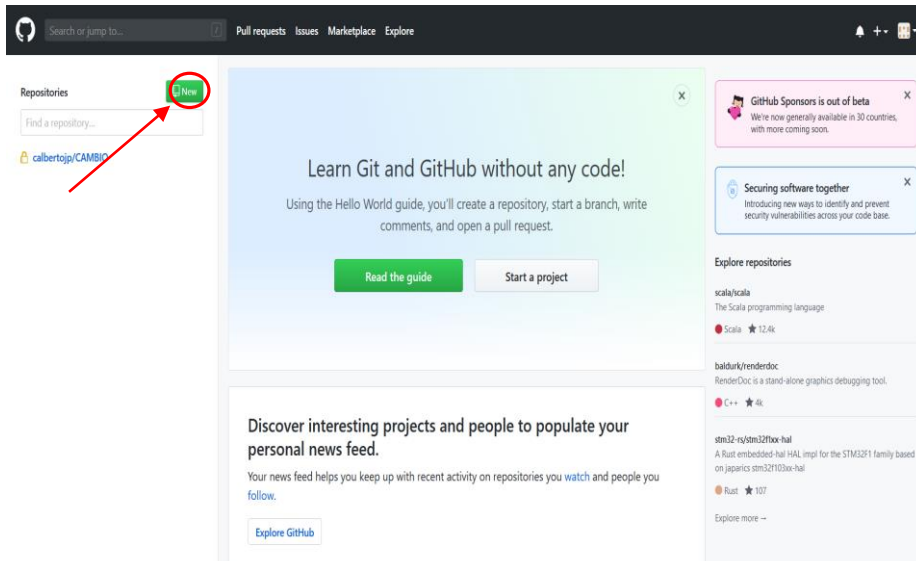 Search or jump to...
/
Pull requests Issues Marketplace Explore
Repositories
New
Find a repository...
calbertojp/CAMBIO
Learn Git and GitHub without any code!
Using the Hello World guide, you'll create a repository, start a branch, write
comments, and open a pull request.
Read the guide
Start a project
Discover interesting projects and people to populate your
personal news feed.
Your news feed helps you keep up with recent activity on repositories you watch and people you
follow.
Explore GitHub
GitHub Sponsors is out of beta
We're now generally available in 30 countries,
with more coming soon.
Securing software together
Introducing new ways to identify and prevent
security vulnerabilities across your code base.
Explore repositories
scala/scala
The Scala programming language
Scala ★ 12.4k
baldurk/renderdoc
RenderDoc is a stand-alone graphics debugging tool.
C++ ★ 4k
stm32-rs/stm32f1xx-hal
A Rust embedded-hal HAL impl for the STM32F1 family based
on japarics stm32f103xx-hal
Rust ★ 107
Explore more →